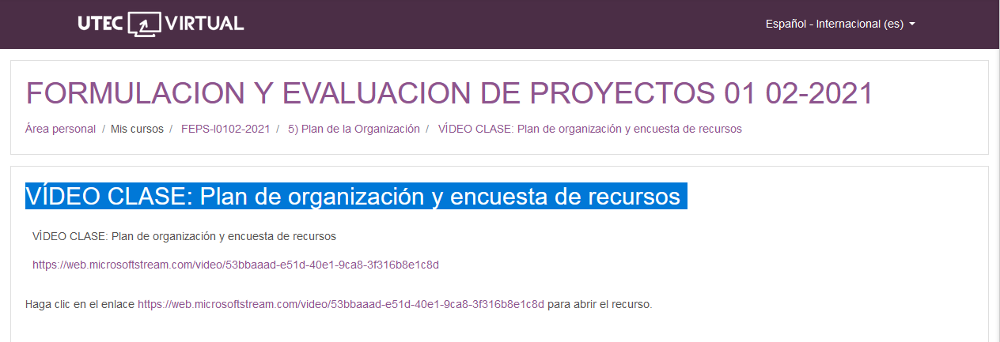 UTEC VIRTUAL
Español - Internacional (es)
FORMULACION Y EVALUACION DE PROYECTOS 01 02-2021
Área personal / Mis cursos / FEPS-I0102-2021 / 5) Plan de la Organización / VÍDEO CLASE: Plan de organización y encuesta de recursos
VÍDEO CLASE: Plan de organización y encuesta de recursos
VÍDEO CLASE: Plan de organización y encuesta de recursos
https://web.microsoftstream.com/video/53bbaaad-e51d-40e1-9ca8-3f316b8e1c8d
Haga clic en el enlace https://web.microsoftstream.com/video/53bbaaad-e51d-40e1-9ca8-3f316b8e1c8d para abrir el recurso.